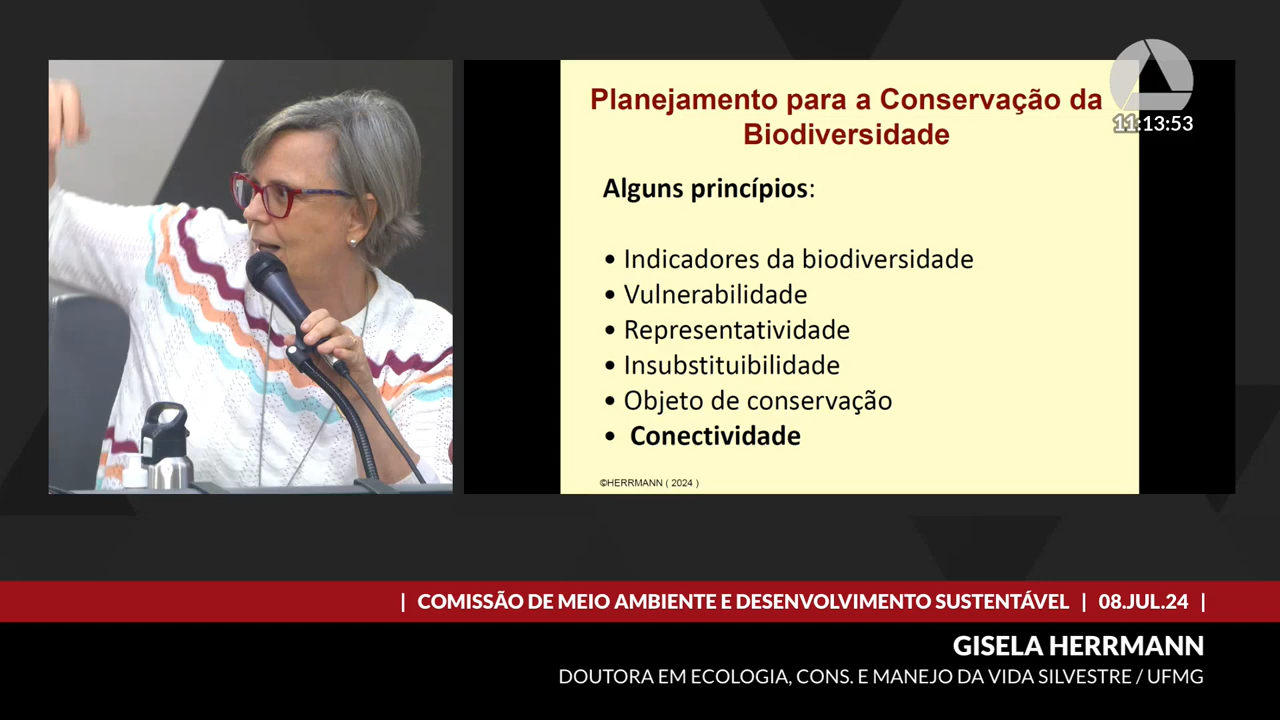 Planejamento para a Conservação da
Biodiversidade
11:13:53
Alguns princípios:
• Indicadores da biodiversidade
• Vulnerabilidade
• Representatividade
• Insubstituibilidade
• Objeto de conservação
• Conectividade
©HERRMANN ( 2024 )
| COMISSÃO DE MEIO AMBIENTE E DESENVOLVIMENTO SUSTENTÁVEL | 08.JUL.24 |
GISELA HERRMANN
DOUTORA EM ECOLOGIA, CONS. E MANEJO DA VIDA SILVESTRE / UFMG